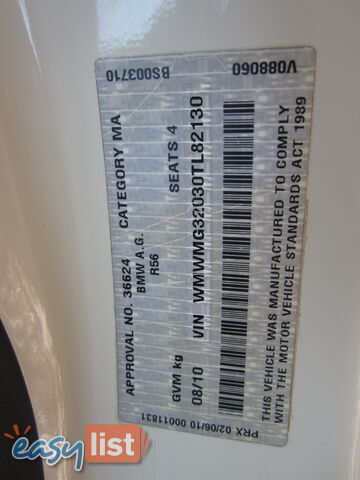 BS003710 V088060
APPROVAL NO. 36624 CATEGORY MA
BMW A.G.
R56 SEATS 4
GVM kg
08/10 VIN WMWMG32030TL82130
THIS VEHICLE WAS MANUFACTURED TO COMPLY
WITH THE MOTOR VEHICLE STANDARDS ACT 1989
PRX 02/06/10 00011831
easylist